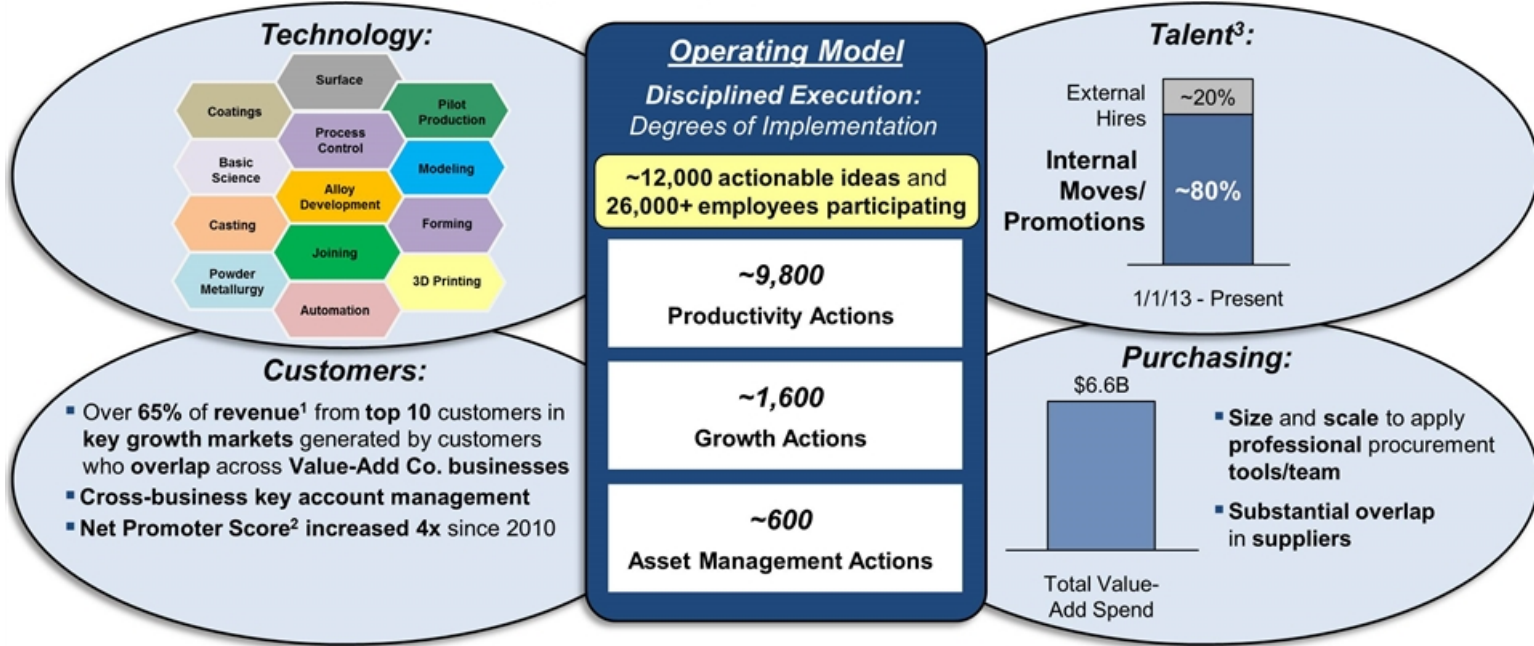 Technology:
Surface
Coatings
Pilot
Production
Process
Control
Basic
Science
Modeling
Alloy
Development
Casting
Forming
Joining
Powder
Metallurgy
3D Printing
Automation
Customers:
▪ Over 65% of revenue¹ from top 10 customers in
key growth markets generated by customers
who overlap across Value-Add Co. businesses
▪ Cross-business key account management
▪ Net Promoter Score² increased 4x since 2010
Operating Model
Disciplined Execution:
Degrees of Implementation
~12,000 actionable ideas and
26,000+ employees participating
~9,800
Productivity Actions
~1,600
Growth Actions
~600
Asset Management Actions
Talent³:
External
Hires
~20%
Internal
Moves/
Promotions
~80%
1/1/13 - Present
Purchasing:
$6.6B
Total Value-
Add Spend
▪ Size and scale to apply
professional procurement
tools/team
▪ Substantial overlap
in suppliers